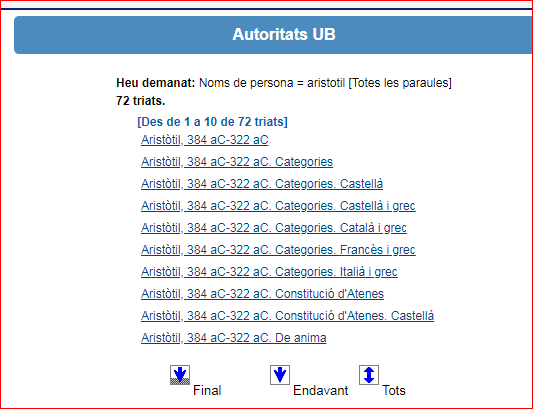 Autoritats UB
Heu demanat: Noms de persona = aristotil [Totes les paraules]
72 triats.
[Des de 1 a 10 de 72 triats]
Aristòtil, 384 aC-322 aC
Aristòtil, 384 aC-322 aC. Categories
Aristòtil, 384 aC-322 aC. Categories. Castellà
Aristòtil, 384 aC-322 aC. Categories. Castellà i grec
Aristòtil, 384 aC-322 aC. Categories. Català i grec
Aristòtil, 384 aC-322 aC. Categories. Francès i grec
Aristòtil, 384 aC-322 aC. Categories. Italià i grec
Aristòtil, 384 aC-322 aC. Constitució d'Atenes
Aristòtil, 384 aC-322 aC. Constitució d'Atenes. Castellà
Aristòtil, 384 aC-322 aC. De anima
Final Endavant Tots